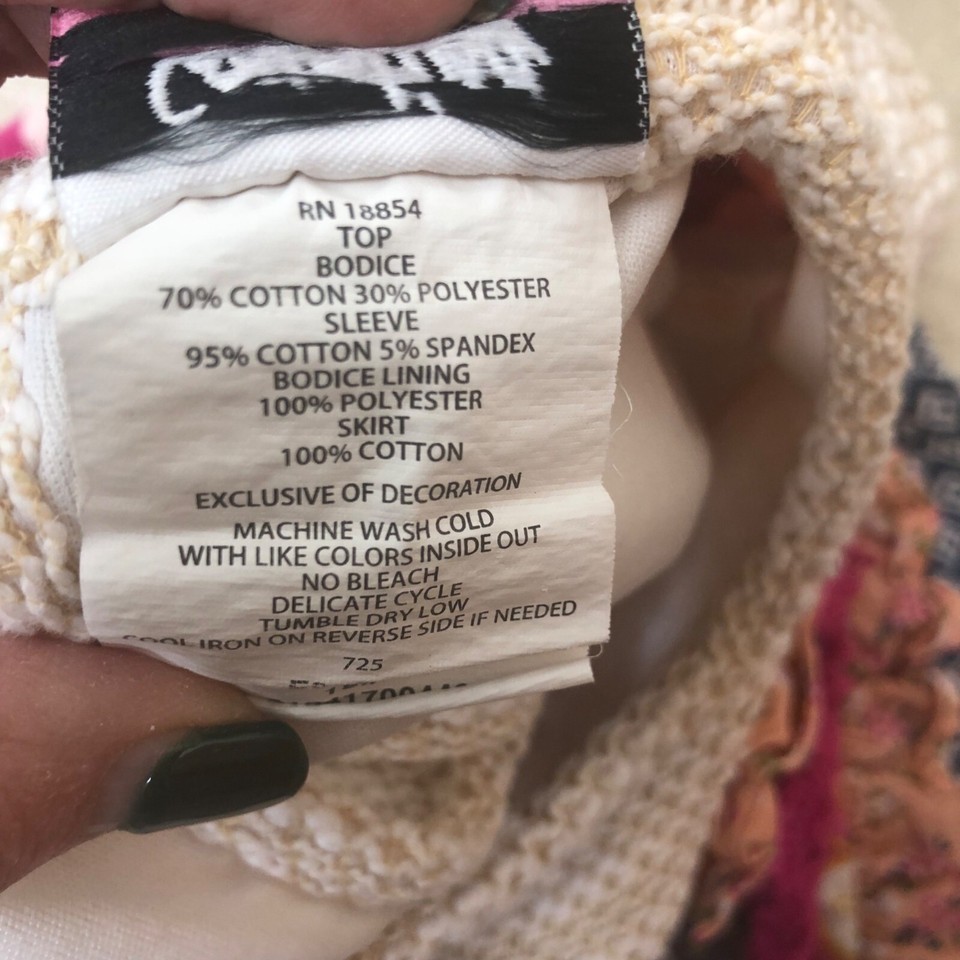 RN 18854
TOP
BODICE
70% COTTON 30% POLYESTER
SLEEVE
95% COTTON 5% SPANDEX
BODICE LINING
100% POLYESTER
SKIRT
100% COTTON
EXCLUSIVE OF DECORATION
MACHINE WASH COLD
WITH LIKE COLORS INSIDE OUT
NO BLEACH
DELICATE CYCLE
TUMBLE DRY LOW
COOL IRON ON REVERSE SIDE IF NEEDED
725